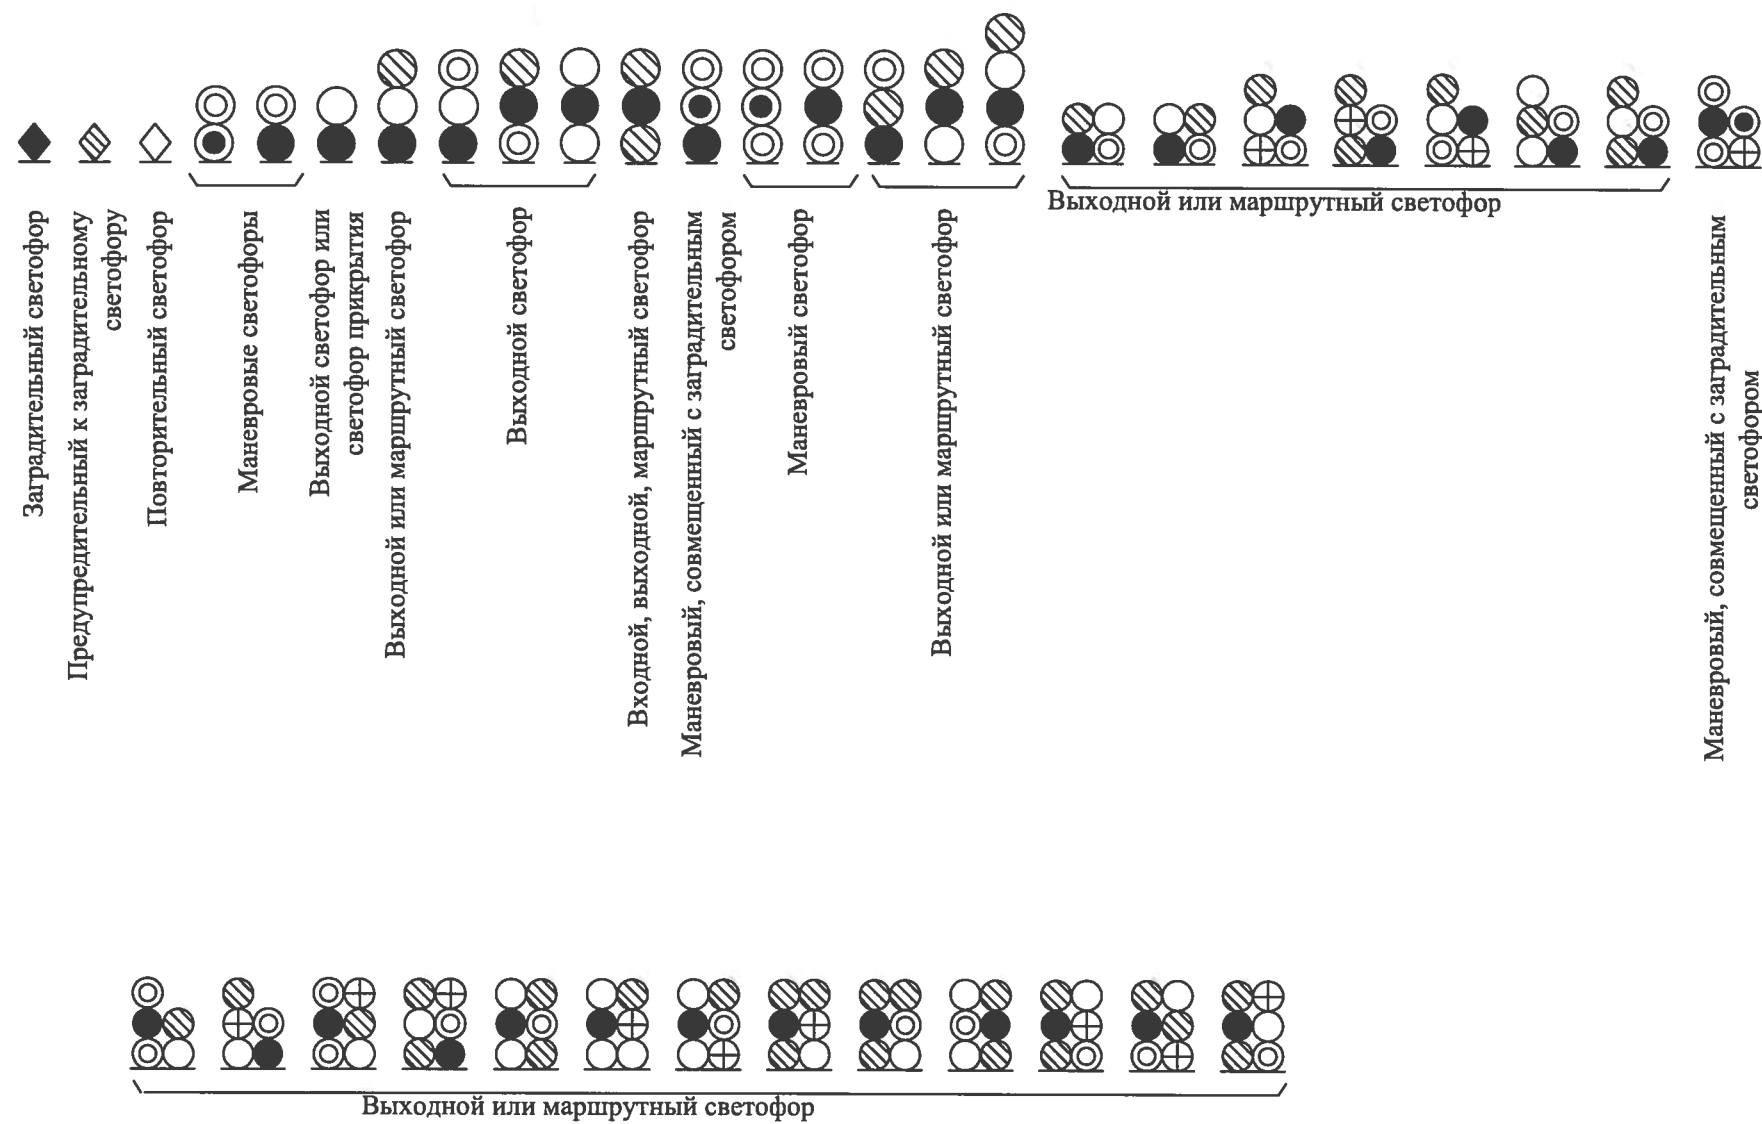 Заградительный светофор
Предупредительный к заградительному
светофору
Повторительный светофор
Маневровые светофоры
Выходной светофор или
светофор прикрытия
Выходной или маршрутный светофор
Выходной светофор
Входной, выходной, маршрутный светофор
Маневровый, совмещенный с заградительным
светофором
Маневровый светофор
Выходной или маршрутный светофор
Выходной или маршрутный светофор
Маневровый, совмещенный с заградительным
светофором
Выходной или маршрутный светофор